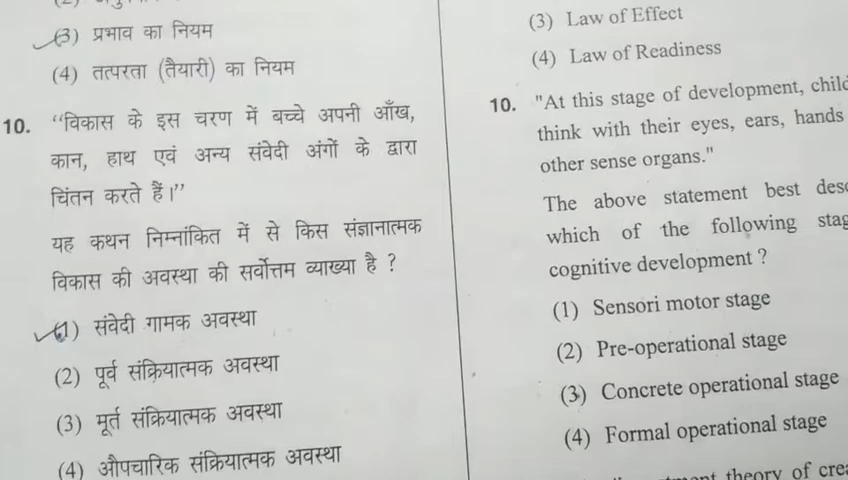 (3) प्रभाव का नियम
(4) तत्परता (तैयारी) का नियम
10. “विकास के इस चरण में बच्चे अपनी आँख,
कान, हाथ एवं अन्य संवेदी अंगों के द्वारा
चिंतन करते हैं।”
यह कथन निम्नांकित में से किस संज्ञानात्मक
विकास की अवस्था की सर्वोत्तम व्याख्या है ?
(1) संवेदी गामक अवस्था
(2) पूर्व संक्रियात्मक अवस्था
(3) मूर्त संक्रियात्मक अवस्था
(4) औपचारिक संक्रियात्मक अवस्था
(3) Law of Effect
(4) Law of Readiness
10. "At this stage of development,
think with their eyes, ears, hands
other sense organs."
The above statement best
which of the following
cognitive development ?
(1) Sensori motor stage
(2) Pre-operational stage
(3) Concrete operational stage
(4) Formal operational stage
theory of